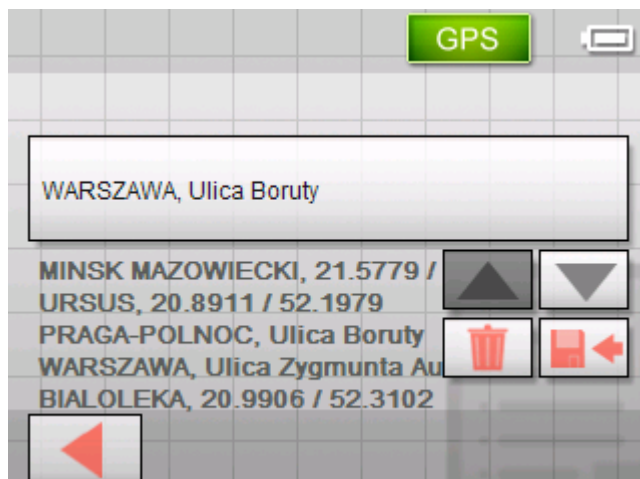 GPS
WARSZAWA, Ulica Boruty
MINSK MAZOWIECKI, 21.5779 /
URSUS, 20.8911 / 52.1979
PRAGA-POLNOC, Ulica Boruty
WARSZAWA, Ulica Zygmunta Au
BIALOLEKA, 20.9906 / 52.3102